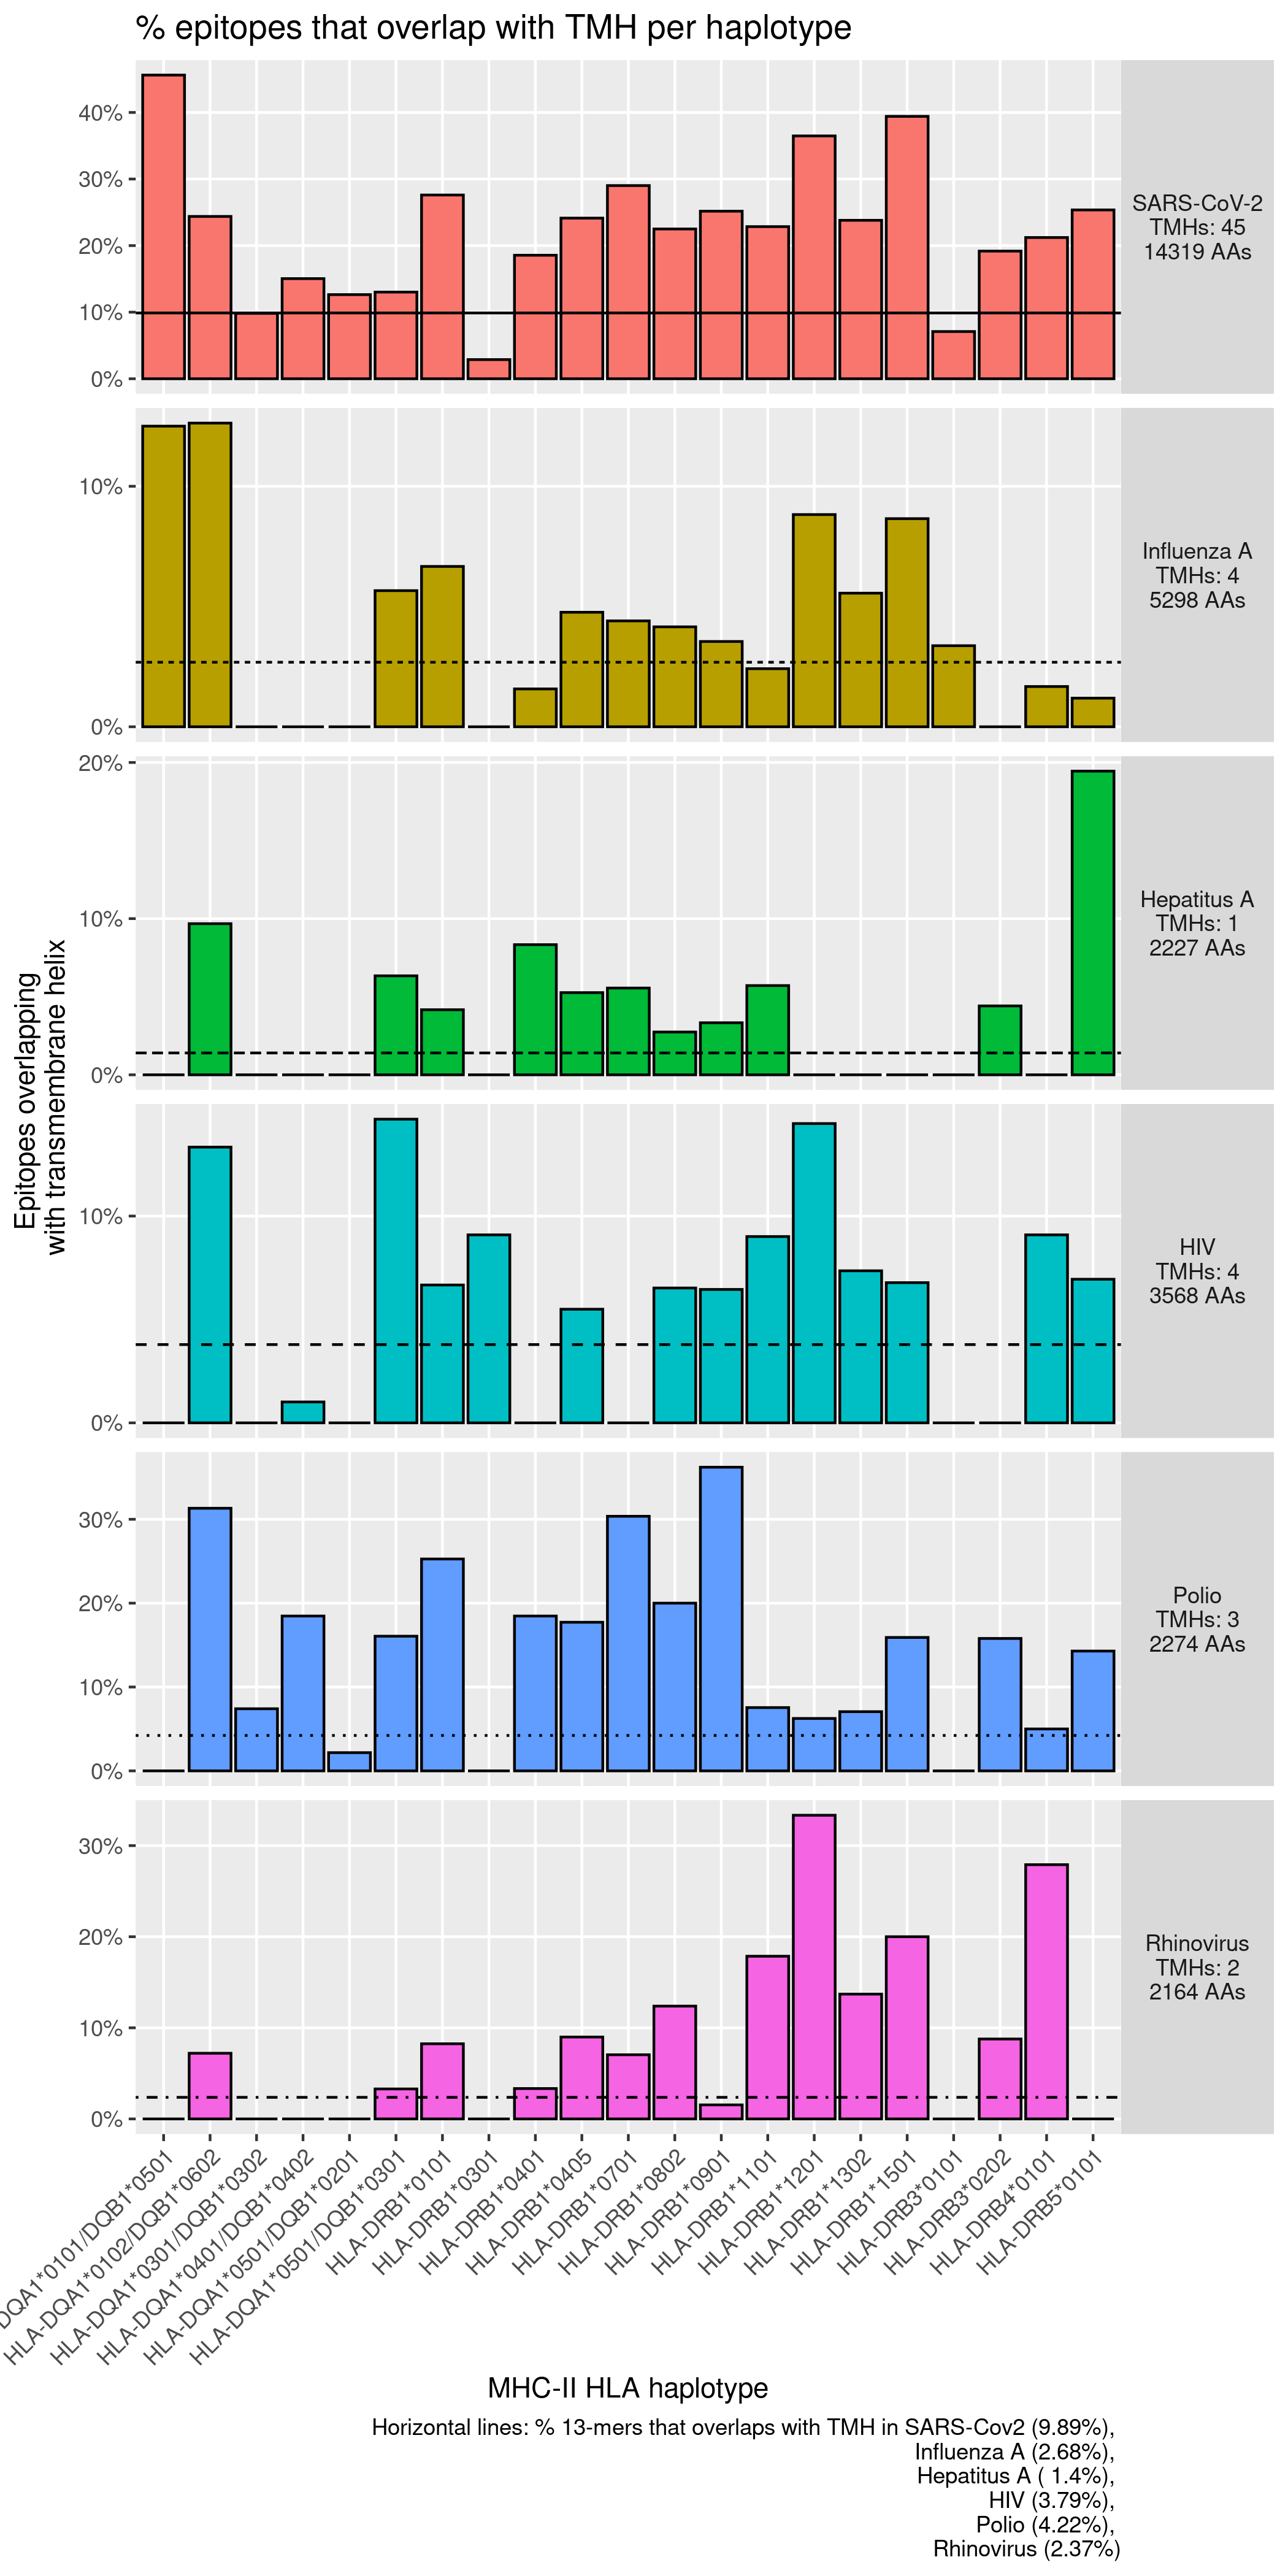 % epitopes that overlap with TMH per haplotype
Epitopes overlapping
with transmembrane helix
40%
30%
20%
10%
0%
SARS-CoV-2
TMHs: 45
14319 AAs
10%
0%
Influenza A
TMHs: 4
5298 AAs
20%
10%
0%
Hepatitus A
TMHs: 1
2227 AAs
10%
0%
HIV
TMHs: 4
3568 AAs
30%
20%
10%
0%
Polio
TMHs: 3
2274 AAs
30%
20%
10%
0%
Rhinovirus
TMHs: 2
2164 AAs
DQA1*0101/DQB1*0501
HLA-DQA1*0102/DQB1*0602
HLA-DQA1*0301/DQB1*0302
HLA-DQA1*0401/DQB1*0402
HLA-DQA1*0501/DQB1*0201
HLA-DQA1*0501/DQB1*0301
HLA-DRB1*0101
HLA-DRB1*0301
HLA-DRB1*0401
HLA-DRB1*0405
HLA-DRB1*0701
HLA-DRB1*0802
HLA-DRB1*0901
HLA-DRB1*1101
HLA-DRB1*1201
HLA-DRB1*1302
HLA-DRB1*1501
HLA-DRB3*0101
HLA-DRB3*0202
HLA-DRB4*0101
HLA-DRB5*0101
MHC-II HLA haplotype
Horizontal lines: % 13-mers that overlaps with TMH in SARS-Cov2 (9.89%),
Influenza A (2.68%),
Hepatitus A ( 1.4%),
HIV (3.79%),
Polio (4.22%),
Rhinovirus (2.37%)